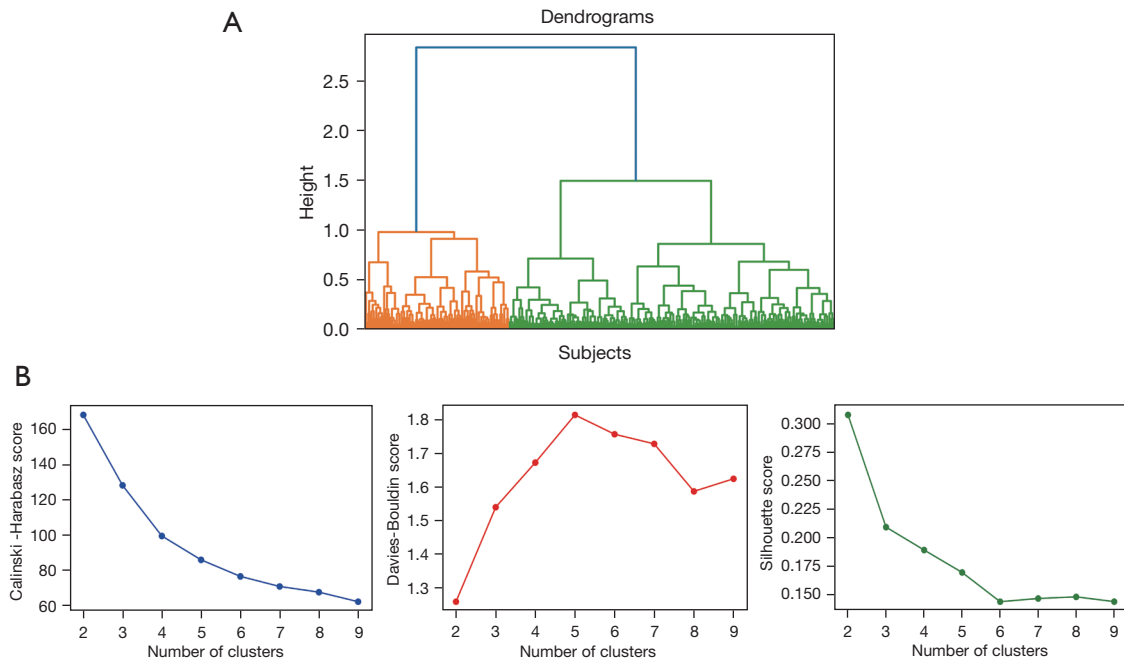 A
Dendrograms
Height
2.5
2.0
1.5
1.0
0.5
0.0
Subjects
B
Calinski -Harabasz score
160
140
120
100
80
60
2 3 4 5 6 7 8 9
Number of clusters
Davies-Bouldin score
1.8
1.7
1.6
1.5
1.4
1.3
2 3 4 5 6 7 8 9
Number of clusters
Silhouette score
0.300
0.275
0.250
0.225
0.200
0.175
0.150
2 3 4 5 6 7 8 9
Number of clusters